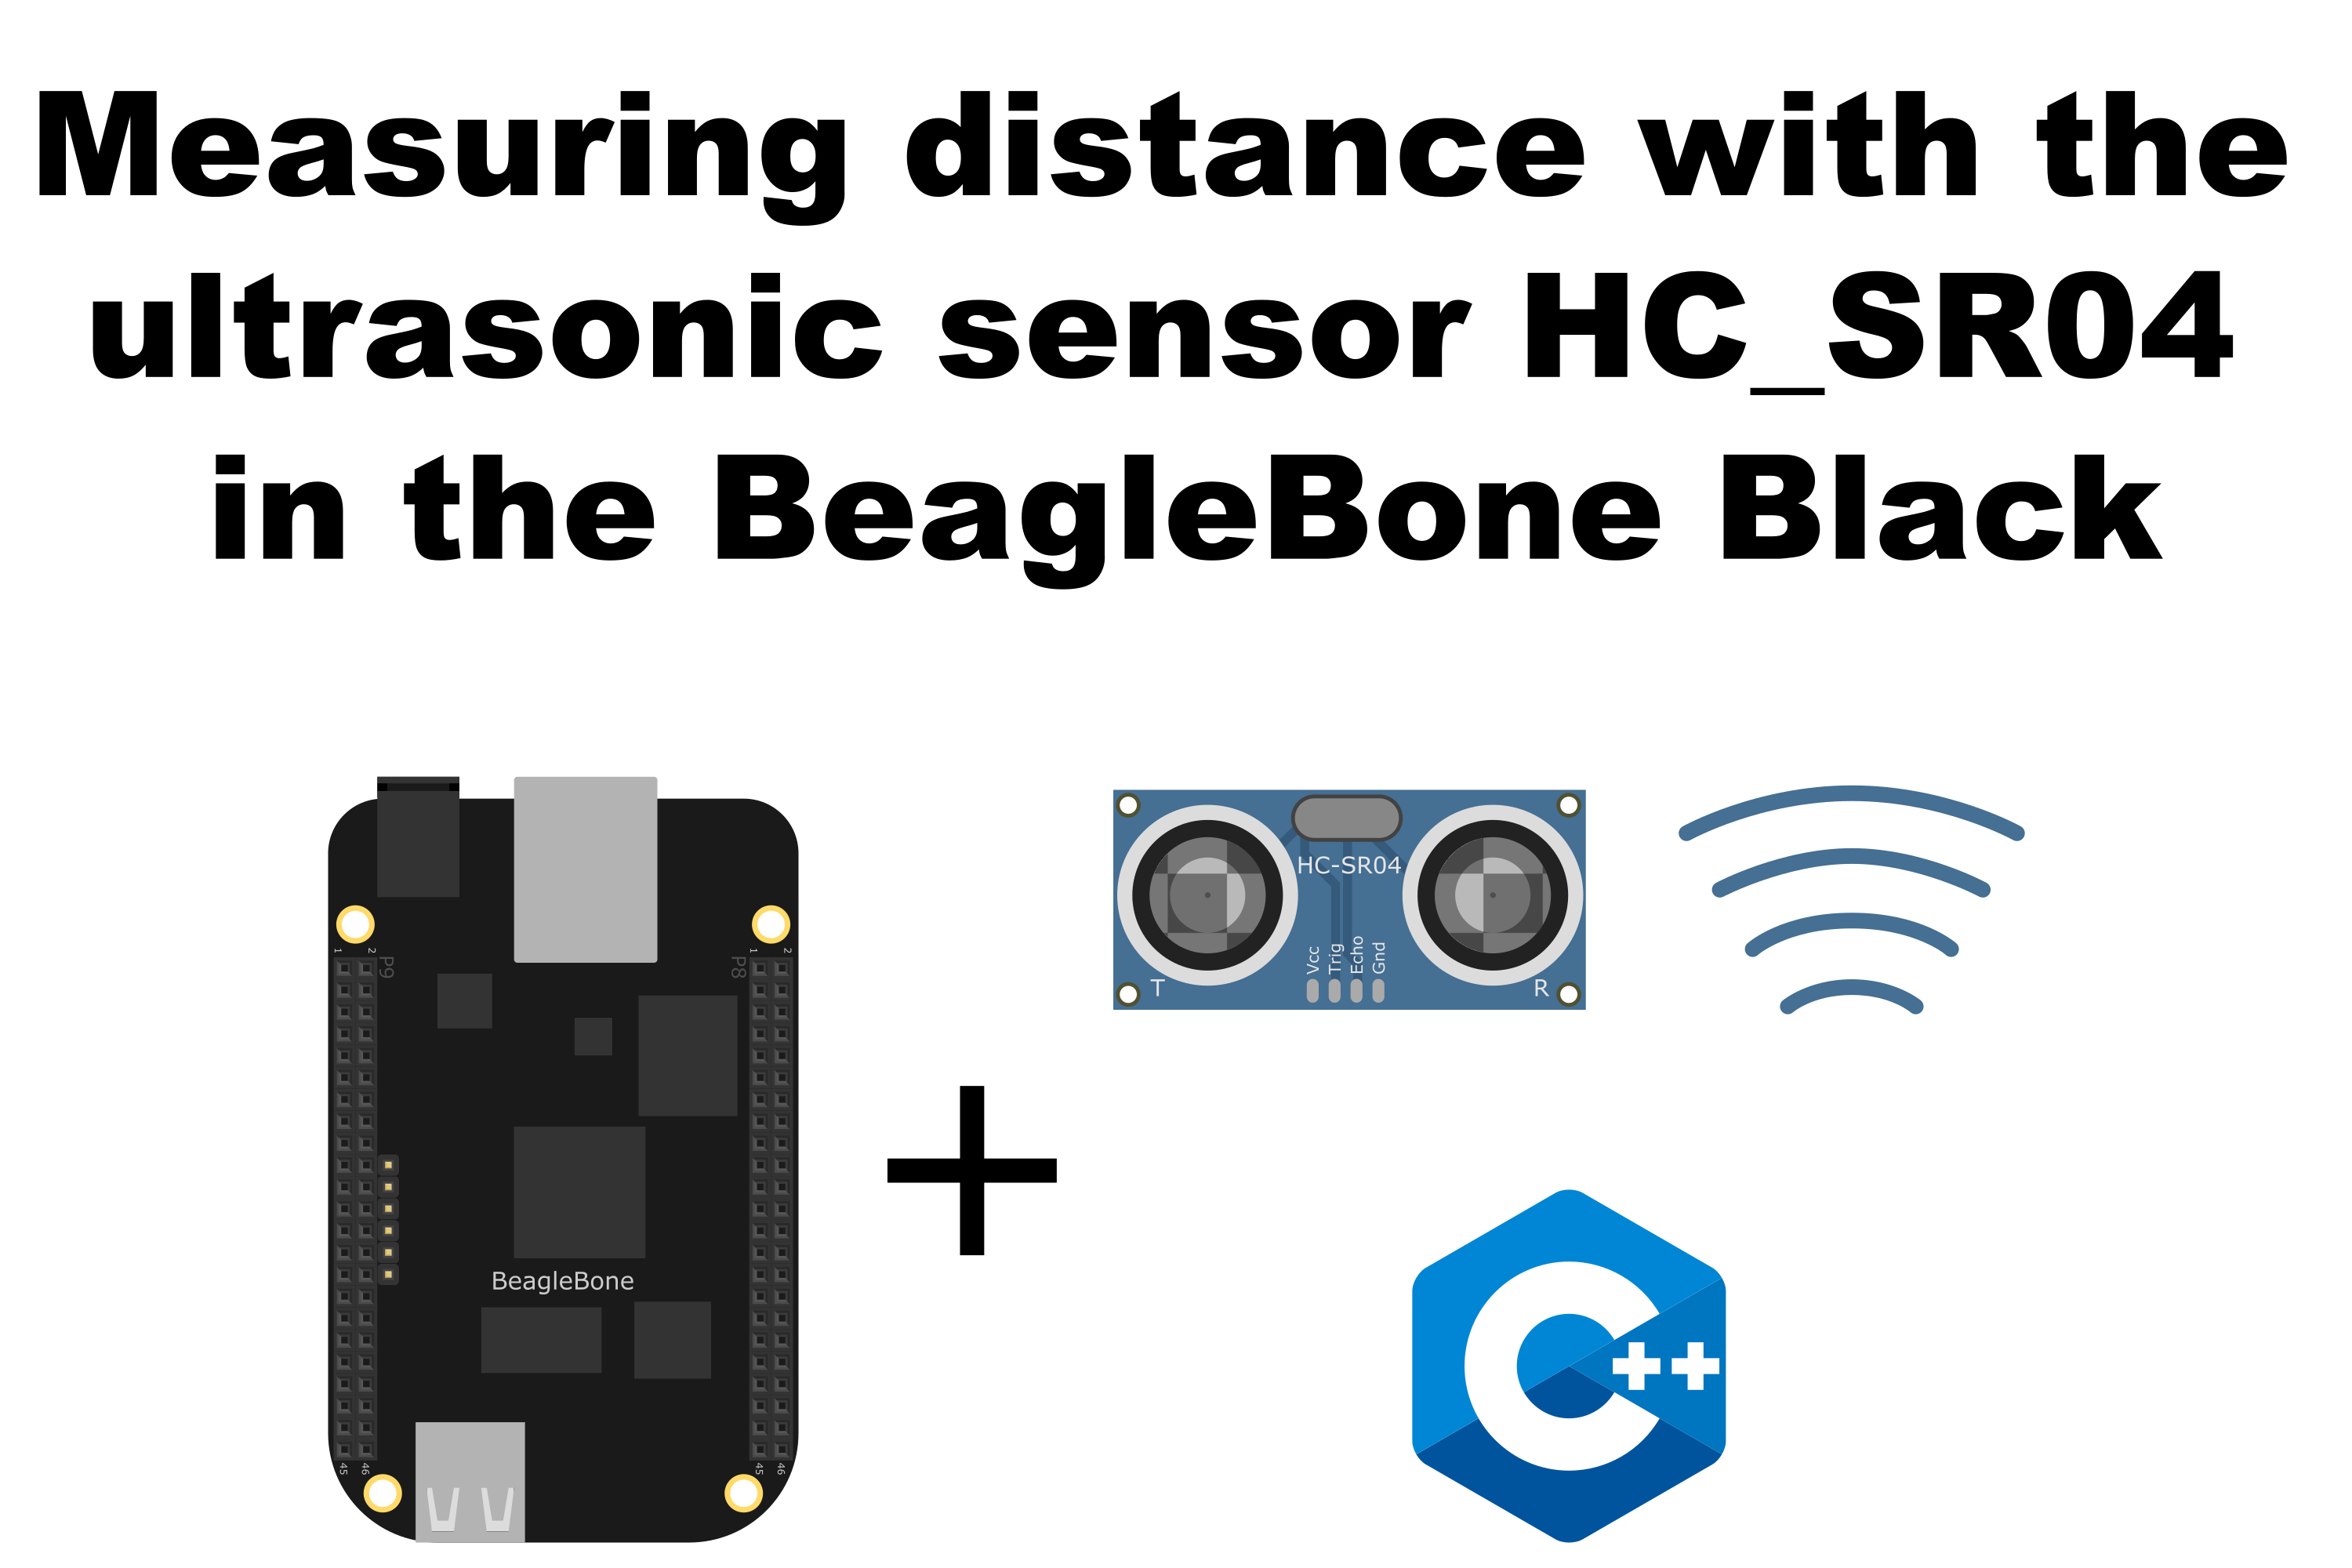 Measuring distance with the
ultrasonic sensor HC_SR04
in the BeagleBone Black
HC-SR04
Vcc
Trig
Echo
Gnd
T
R
1
2
P9
1
2
P8
BeagleBone
45
46
45
46
C++